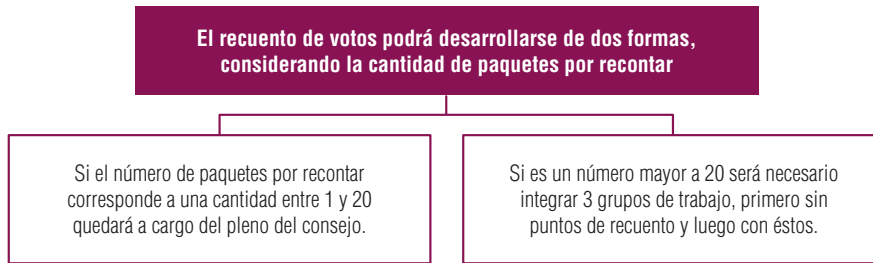 El recuento de votos podrá desarrollarse de dos formas,
considerando la cantidad de paquetes por recontar
Si el número de paquetes por recontar
corresponde a una cantidad entre 1 y 20
quedará a cargo del pleno del consejo.
Si es un número mayor a 20 será necesario
integrar 3 grupos de trabajo, primero sin
puntos de recuento y luego con éstos.